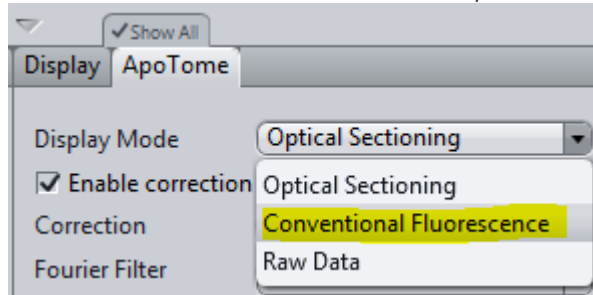 ✓ Show All
Display ApoTome
Display Mode Optical Sectioning
✓ Enable correction Optical Sectioning
Correction Conventional Fluorescence
Fourier Filter Raw Data